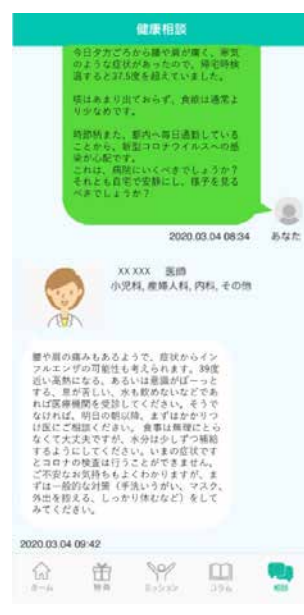 健康相談
今日夕方ごろから腰や肩が痛く、寒気
のような症状があったので、帰宅時検
温すると37.5度を超えていました。
咳はあまり出ておらず、食欲は通常よ
り少なめです。
時節柄また、都内へ毎日通勤している
ことから、新型コロナウイルスへの感
染が心配です。
これは、病院にいくべきでしょうか？
それとも自宅で安静にし、様子を見る
べきでしょうか？
2020.03.04 08:34 あなた
XX XXX 医師
小児科, 産婦人科, 内科, その他
腰や肩の痛みもあるようで、症状からイン
フルエンザの可能性も考えられます。39度
近い高熱になる、あるいは意識がぼーっと
する、息が苦しい、水も飲めないなどであ
れば医療機関を受診してください。そうで
なければ、明日の朝以降、まずはかかりつ
け医にご相談ください。食事は無理にとら
なくて大丈夫ですが、水分は少しずつ補給
するようにしてください。いまの症状です
とコロナの検査は行うことができません。
ご不安なお気持ちもよくわかりますが、ま
ずは一般的な対策（手洗いうがい、マスク、
外出を控える、しっかり休むなど）をして
みてください。
2020.03.04 09:42
ホーム 特典 ミッション コラム 相談